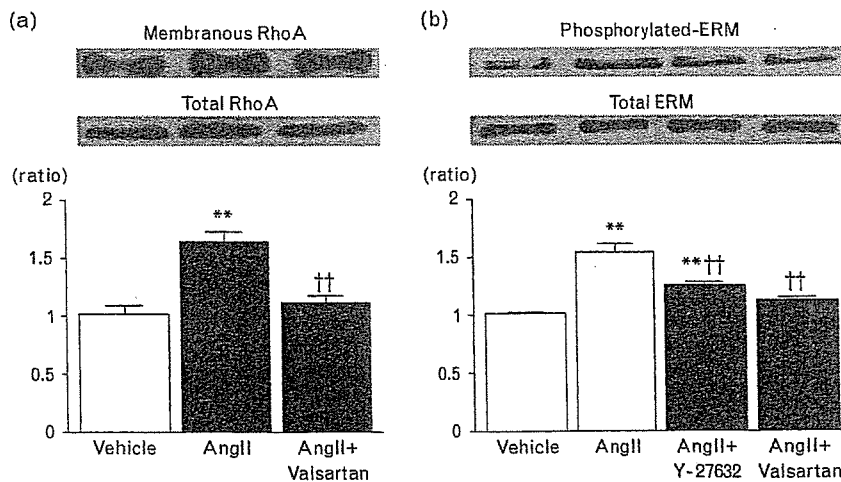 (a)
Membranous RhoA
Total RhoA
(ratio)
2
**
1.5
††
1
0.5
0
Vehicle
AngII
AngII+
Valsartan
(b)
Phosphorylated-ERM
Total ERM
(ratio)
2
**
1.5
**††
††
1
0.5
0
Vehicle
AngII
AngII+
Y-27632
AngII+
Valsartan